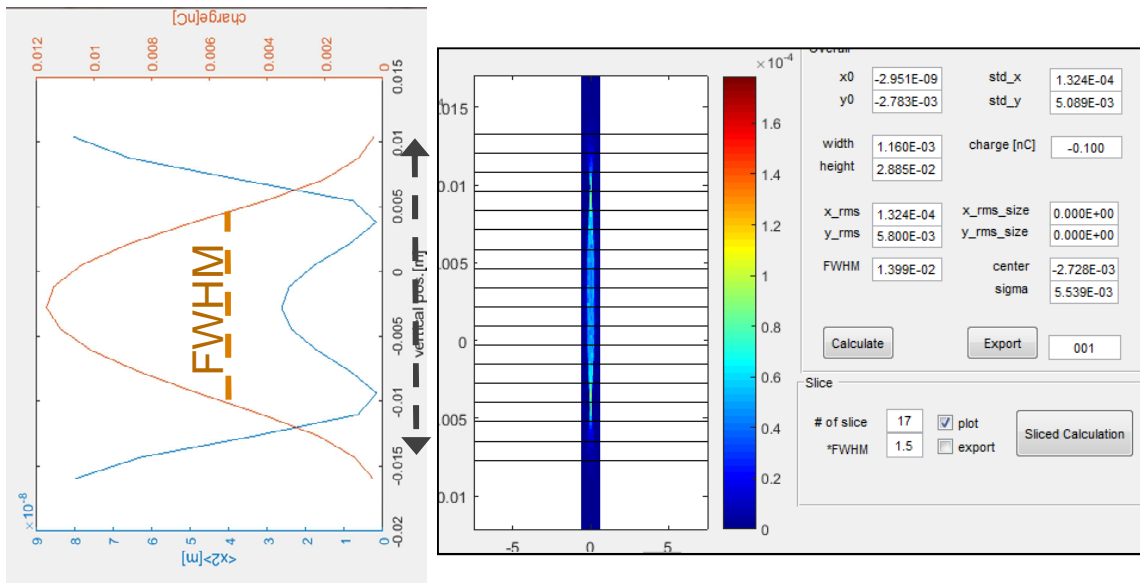 charge[nC]
0.012
0.01
0.008
0.006
0.004
0.002
0
0.015
0.01
0.005
0
-0.005
-0.01
-0.015
-0.02
vertical pos.[m]
FWHM
×10⁻⁸
9
8
7
6
5
4
3
2
1
0
<x2>[m]
0.015
0.01
0.005
0
0.005
0.01
-5
0
5
×10⁻⁴
1.6
1.4
1.2
1
0.8
0.6
0.4
0.2
0
Overall
x0 -2.951E-09 std_x 1.324E-04
y0 -2.783E-03 std_y 5.089E-03
width 1.160E-03 charge [nC] -0.100
height 2.885E-02
x_rms 1.324E-04 x_rms_size 0.000E+00
y_rms 5.800E-03 y_rms_size 0.000E+00
FWHM 1.399E-02 center -2.728E-03
sigma 5.539E-03
Calculate Export 001
Slice
# of slice 17 plot
*FWHM 1.5 export
Sliced Calculation